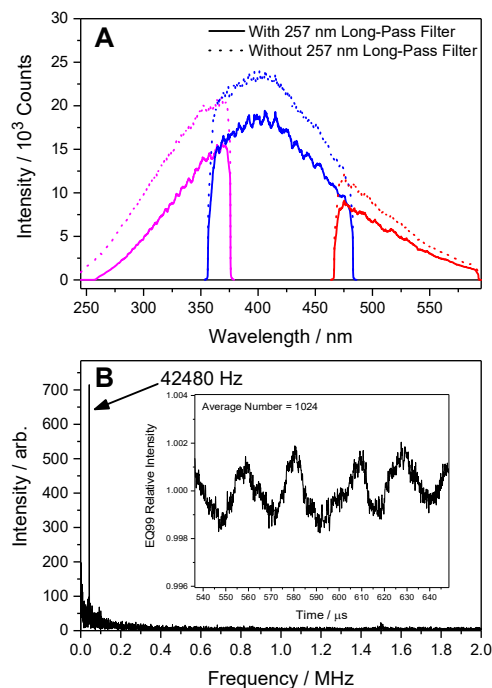 A
With 257 nm Long-Pass Filter
Without 257 nm Long-Pass Filter
Intensity / 10³ Counts
30
25
20
15
10
5
0
250 300 350 400 450 500 550
Wavelength / nm
B
42480 Hz
Intensity / arb.
700
600
500
400
300
200
100
0
Average Number = 1024
EQ99 Relative Intensity
1.004
1.002
1.000
0.998
0.996
540 550 560 570 580 590 600 610 620 630 640
Time / μs
0.0 0.2 0.4 0.6 0.8 1.0 1.2 1.4 1.6 1.8 2.0
Frequency / MHz